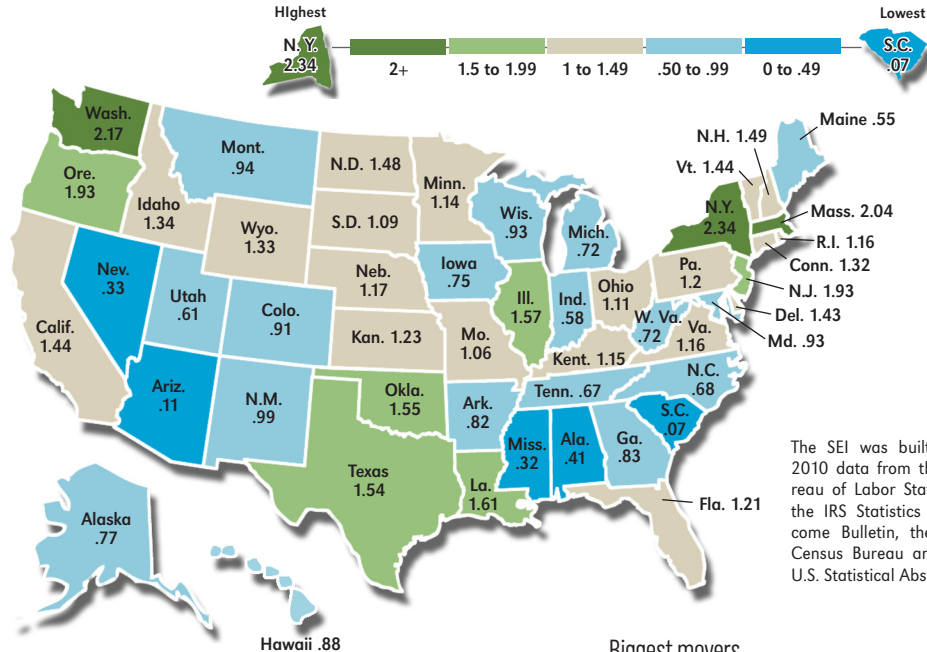 HIghest
Lowest
N.Y.
2.34
S.C.
.07
2+
1.5 to 1.99
1 to 1.49
.50 to .99
0 to .49
Wash.
2.17
Ore.
1.93
Idaho
1.34
Mont.
.94
N.D. 1.48
Minn.
1.14
S.D. 1.09
Wyo.
1.33
Wis.
.93
Mich.
.72
N.H. 1.49
Vt. 1.44
Maine .55
N.Y.
2.34
Mass. 2.04
R.I. 1.16
Conn. 1.32
N.J. 1.93
Del. 1.43
Md. .93
Pa.
1.2
Nev.
.33
Utah
.61
Colo.
.91
Neb.
1.17
Iowa
.75
Ill.
1.57
Ind.
.58
Ohio
1.11
W. Va.
.72
Va.
1.16
Calif.
1.44
Kan. 1.23
Mo.
1.06
Kent. 1.15
Ariz.
.11
N.M.
.99
Okla.
1.55
Ark.
.82
Tenn. .67
N.C.
.68
S.C.
.07
Texas
1.54
La.
1.61
Miss.
.32
Ala.
.41
Ga.
.83
Fla. 1.21
Alaska
.77
Hawaii .88
The SEI was built
2010 data from th
reau of Labor Stat
the IRS Statistics
come Bulletin, the
Census Bureau an
U.S. Statistical Abs
Biggest movers